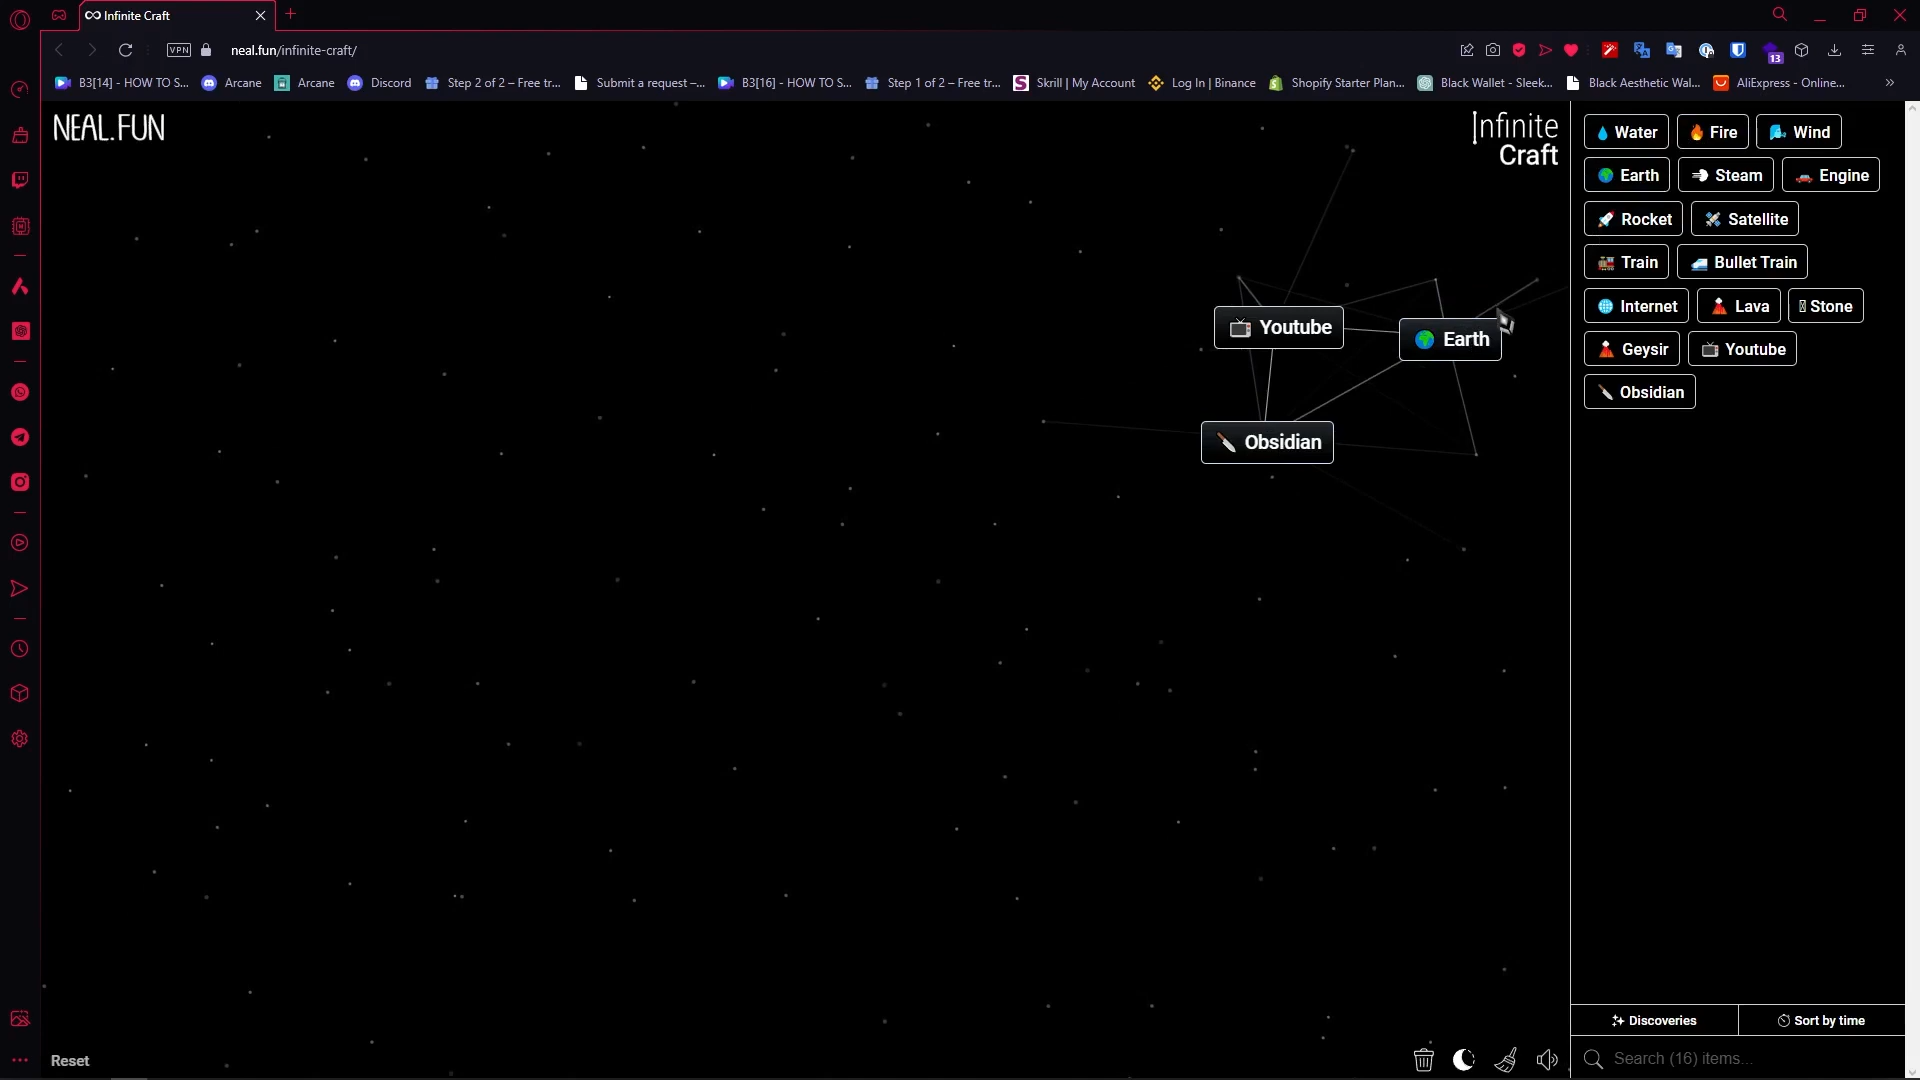 Infinite Craft
VPN
neal.fun/infinite-craft/
13
B3[14] - HOW TO S...
Arcane
Arcane
Discord
Step 2 of 2 – Free tr...
Submit a request –...
B3[16] - HOW TO S...
Step 1 of 2 – Free tr...
Skrill | My Account
Log In | Binance
Shopify Starter Plan...
Black Wallet - Sleek...
Black Aesthetic Wal...
AliExpress - Online...
NEAL.FUN
Infinite
Craft
Youtube
Earth
Obsidian
Water
Fire
Wind
Earth
Steam
Engine
Rocket
Satellite
Train
Bullet Train
Internet
Lava
Stone
Geysir
Youtube
Obsidian
Discoveries
Sort by time
Reset
Search (16) items...